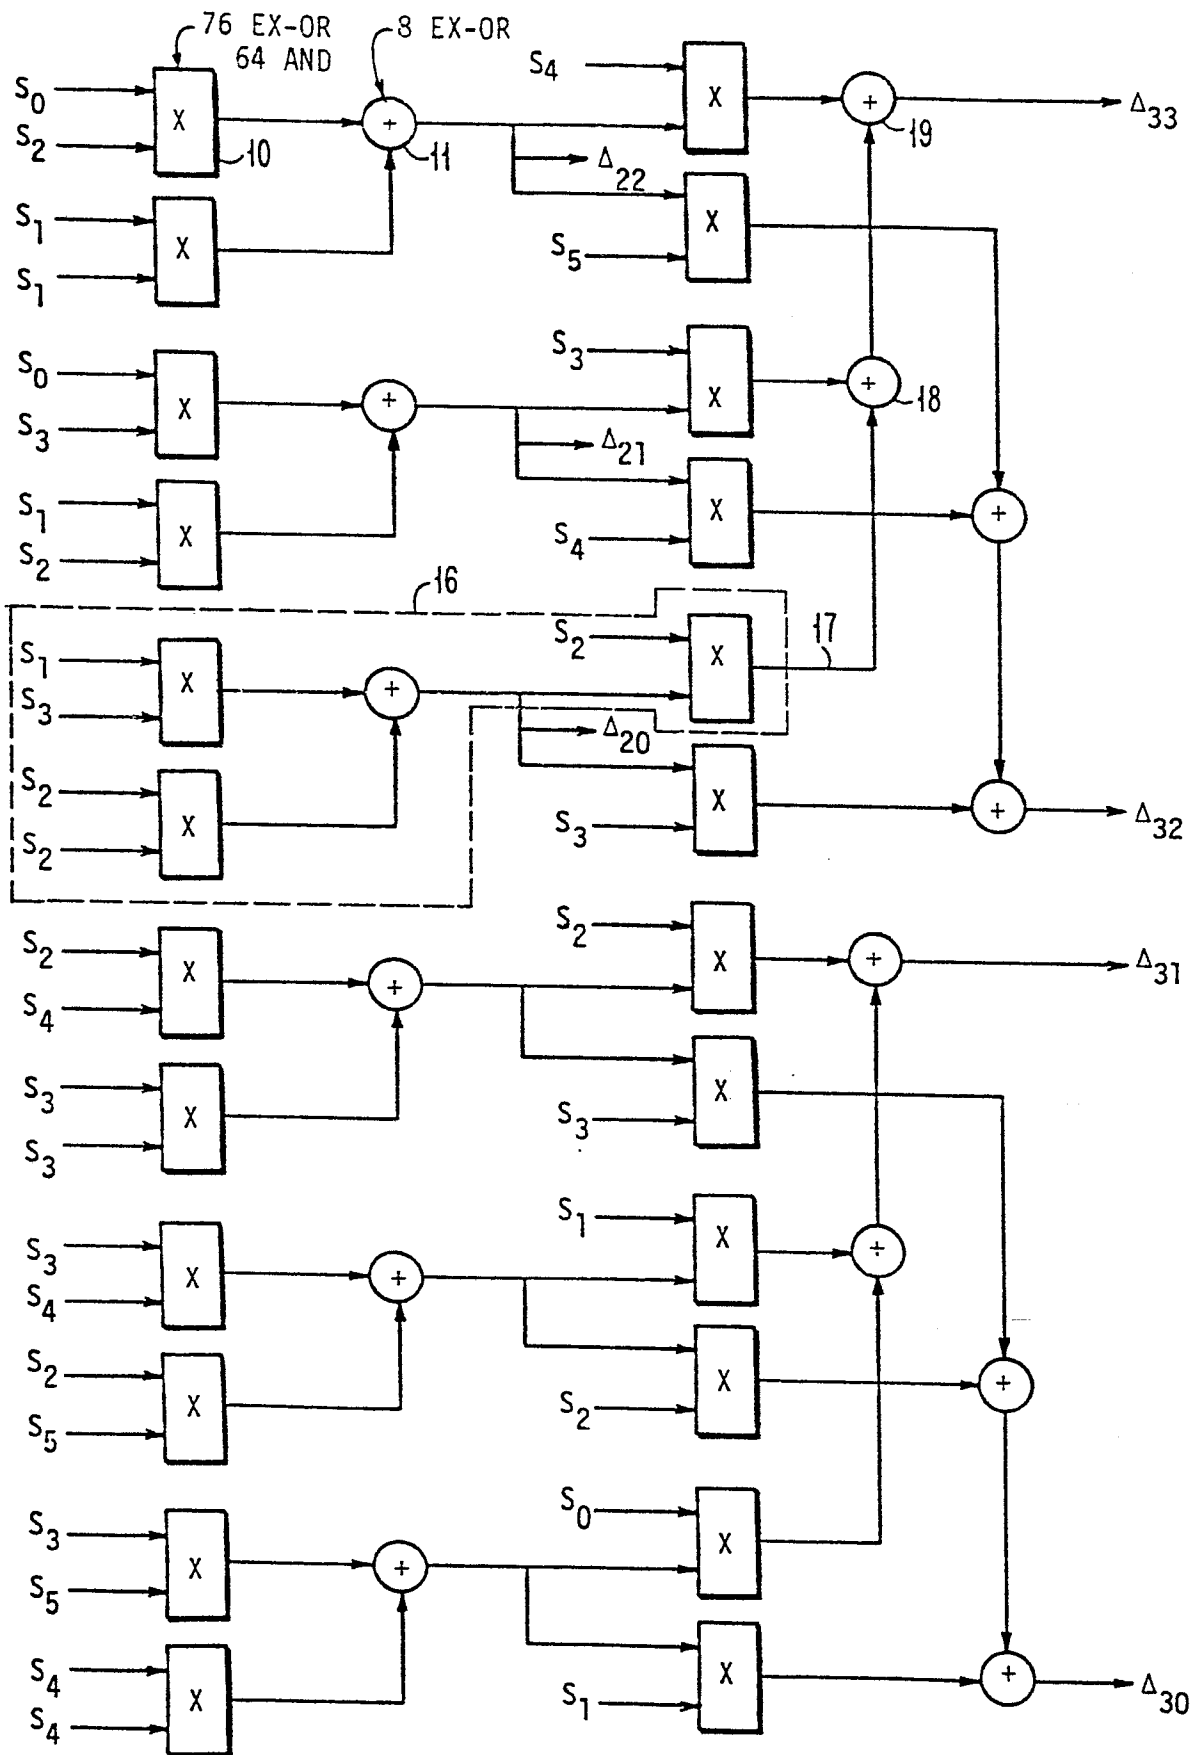 76 EX-OR
64 AND
8 EX-OR
S0
S2
X
10
+
11
S4
X
+
19
Δ33
Δ22
S1
S1
X
S5
X
S0
S3
X
+
S3
X
+
18
Δ21
S1
S2
X
S4
X
+
16
S1
S3
X
+
S2
X
17
Δ20
S2
S2
X
S3
X
+
Δ32
S2
S4
X
+
S2
X
+
Δ31
S3
S3
X
S3
X
S3
S4
X
+
S1
X
+
S2
S5
X
S2
X
+
S3
S5
X
+
S0
X
S4
S4
X
S1
X
+
Δ30